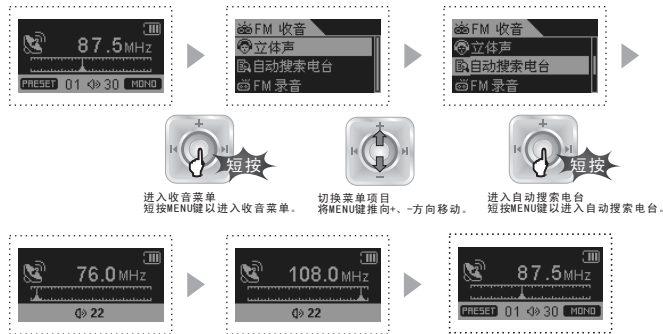 87.5MHz
PRESET 01 30 MONO
FM 收音
立体声
自动搜索电台
FM 录音
FM 收音
立体声
自动搜索电台
FM 录音
短按
短按
进入收音菜单
短按MENU键以进入收音菜单。
切换菜单项目
将MENU键推向+、-方向移动。
进入自动搜索电台
短按MENU键以进入自动搜索电台。
76.0 MHz
22
108.0 MHz
22
87.5MHz
PRESET 01 30 MONO